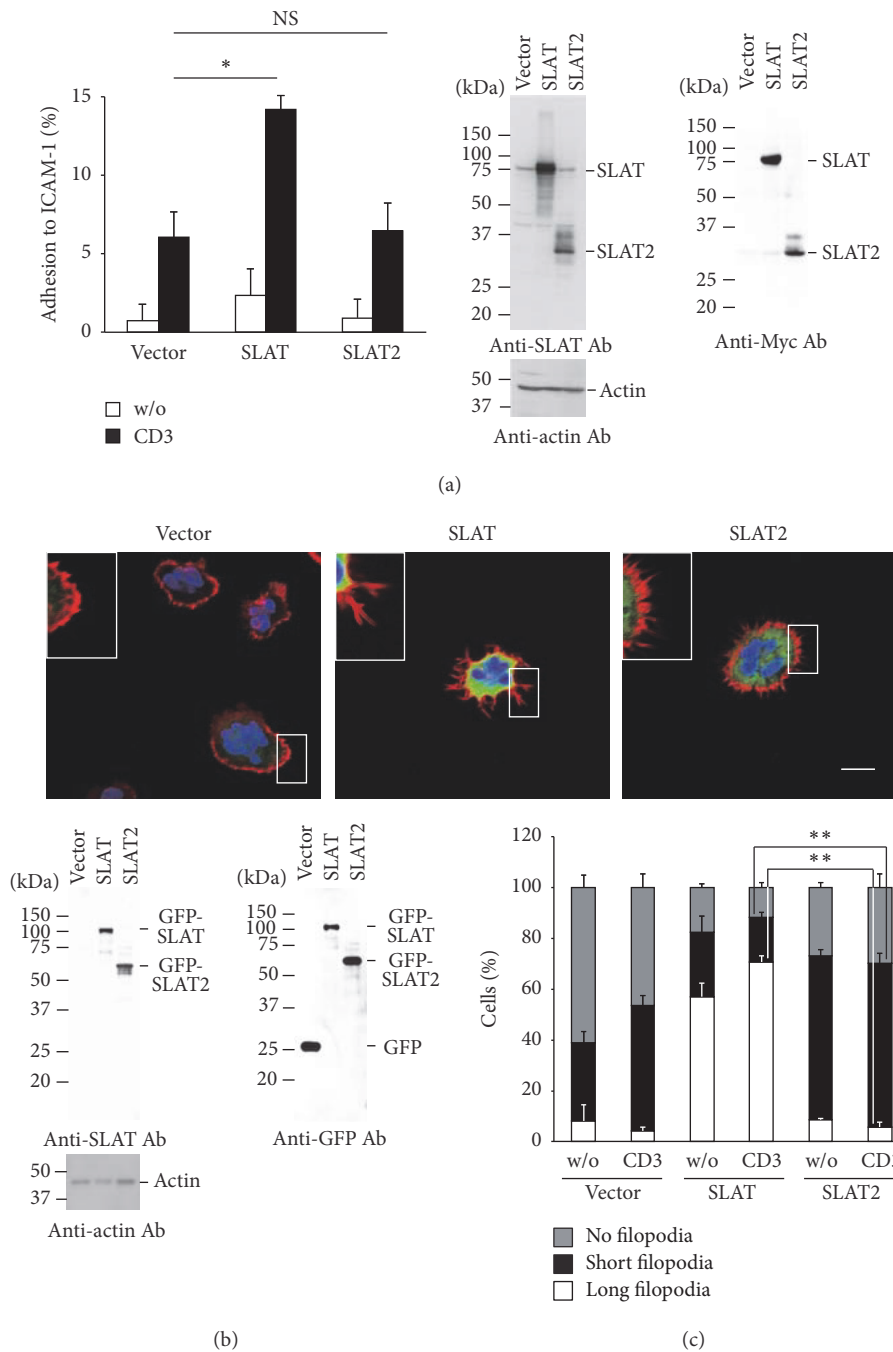 NS
*
Adhesion to ICAM-1 (%)
15
10
5
0
Vector SLAT SLAT2
w/o
CD3
Vector
SLAT
SLAT2
(kDa)
150
100
75
50
37
25
20
SLAT
SLAT2
Anti-SLAT Ab
50
37
Actin
Anti-actin Ab
Vector
SLAT
SLAT2
(kDa)
150
100
75
50
37
25
20
SLAT
SLAT2
Anti-Myc Ab
(a)
Vector SLAT SLAT2
Vector
SLAT
SLAT2
(kDa)
150
100
75
50
37
25
20
GFP-
SLAT
GFP-
SLAT2
Anti-SLAT Ab
50
37
Actin
Anti-actin Ab
Vector
SLAT
SLAT2
(kDa)
150
100
75
50
37
25
20
GFP-
SLAT
GFP-
SLAT2
GFP
Anti-GFP Ab
(b)
**
**
Cells (%)
120
100
80
60
40
20
0
w/o CD3 w/o CD3 w/o CD3
Vector SLAT SLAT2
No filopodia
Short filopodia
Long filopodia
(c)